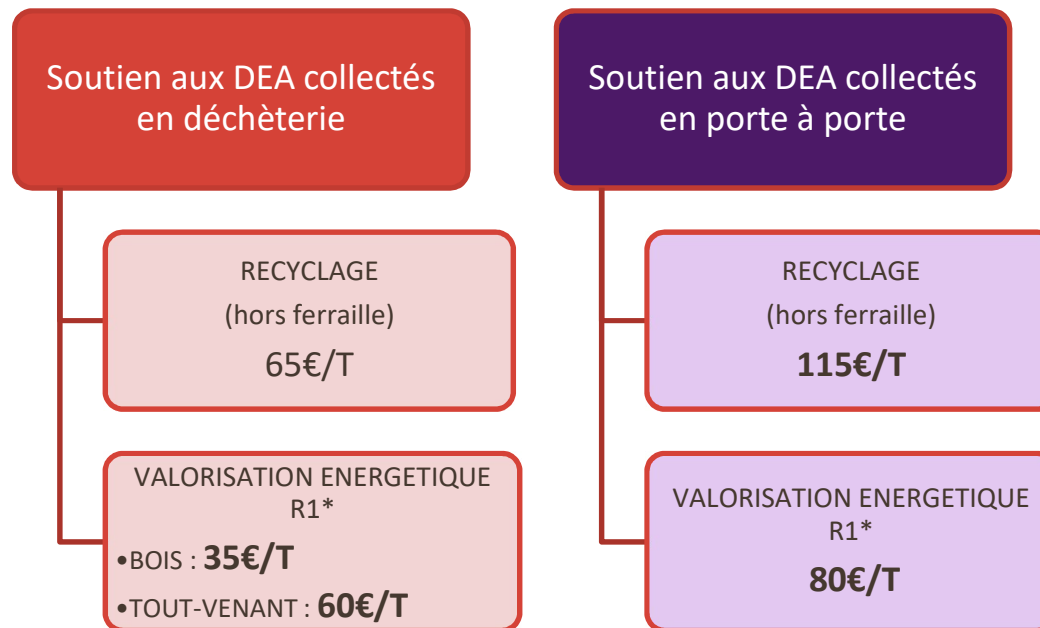 Soutien aux DEA collectés
en déchèterie
RECYCLAGE
(hors ferraille)
65€/T
VALORISATION ENERGETIQUE
R1*
•BOIS : 35€/T
•TOUT-VENANT : 60€/T
Soutien aux DEA collectés
en porte à porte
RECYCLAGE
(hors ferraille)
115€/T
VALORISATION ENERGETIQUE
R1*
80€/T